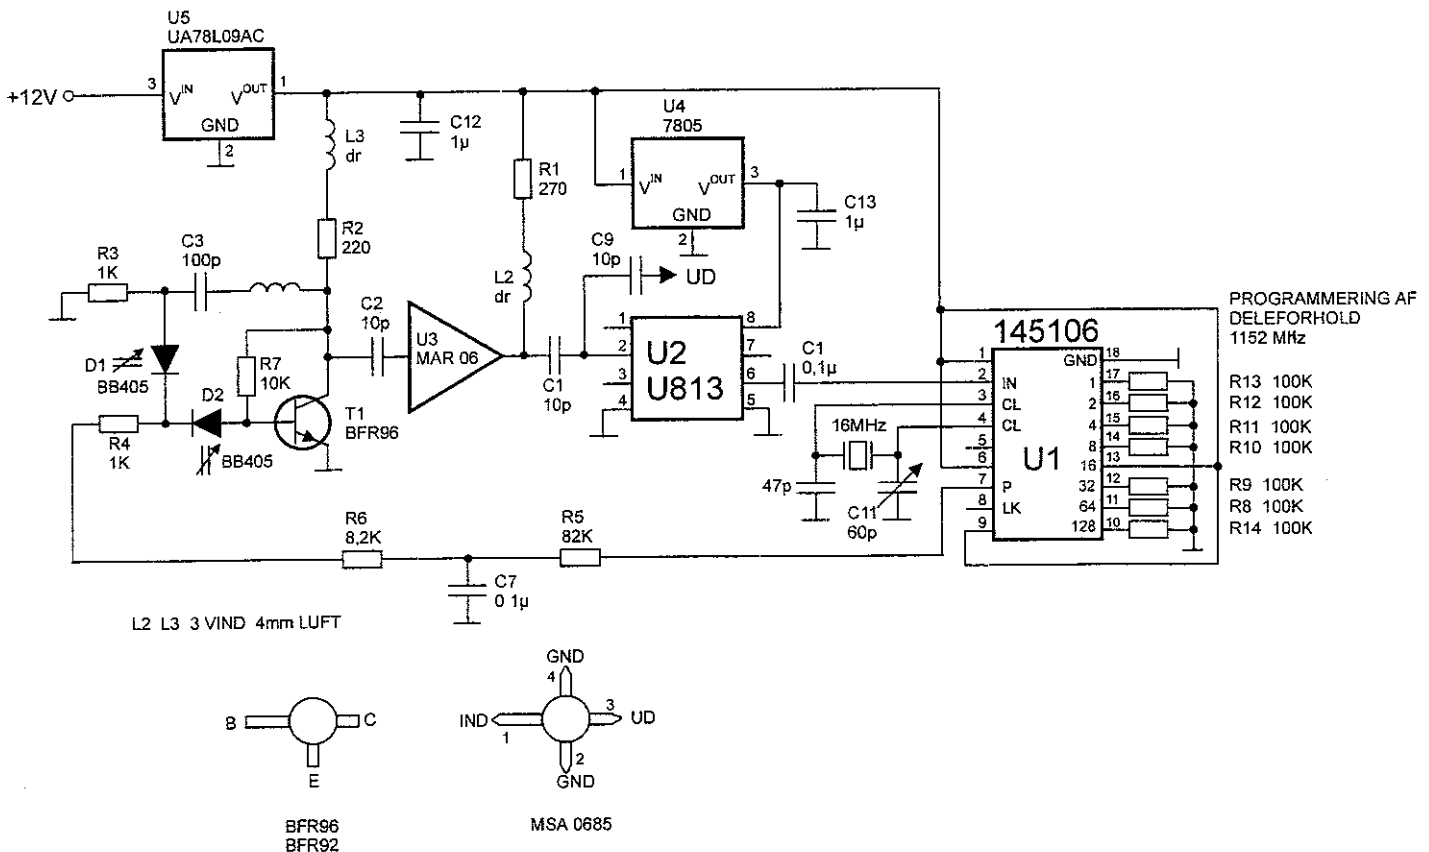 U5
UA78L09AC
+12V
3
V IN
V OUT
1
GND
2
L3
dr
C12
1µ
R1
270
U4
7805
1
V IN
V OUT
3
GND
2
C13
1µ
R2
220
R3
1K
C3
100p
C9
10p
UD
L2
dr
C2
10p
U3
MAR 06
C1
10p
1
2
3
4
U2
U813
8
7
6
5
C1
0,1µ
D1
BB405
R7
10K
D2
BB405
T1
BFR96
R4
1K
16MHz
47p
C11
60p
145106
U1
1
2
3
4
5
6
7
8
9
IN
CL
CL
P
LK
GND
1
2
4
8
16
32
64
128
18
17
16
15
14
13
12
11
10
PROGRAMMERING AF
DELEFORHOLD
1152 MHz
R13 100K
R12 100K
R11 100K
R10 100K
R9 100K
R8 100K
R14 100K
R6
8,2K
R5
82K
C7
0 1µ
L2 L3 3 VIND 4mm LUFT
B
C
E
BFR96
BFR92
GND
4
IND
1
3
UD
2
GND
MSA 0685